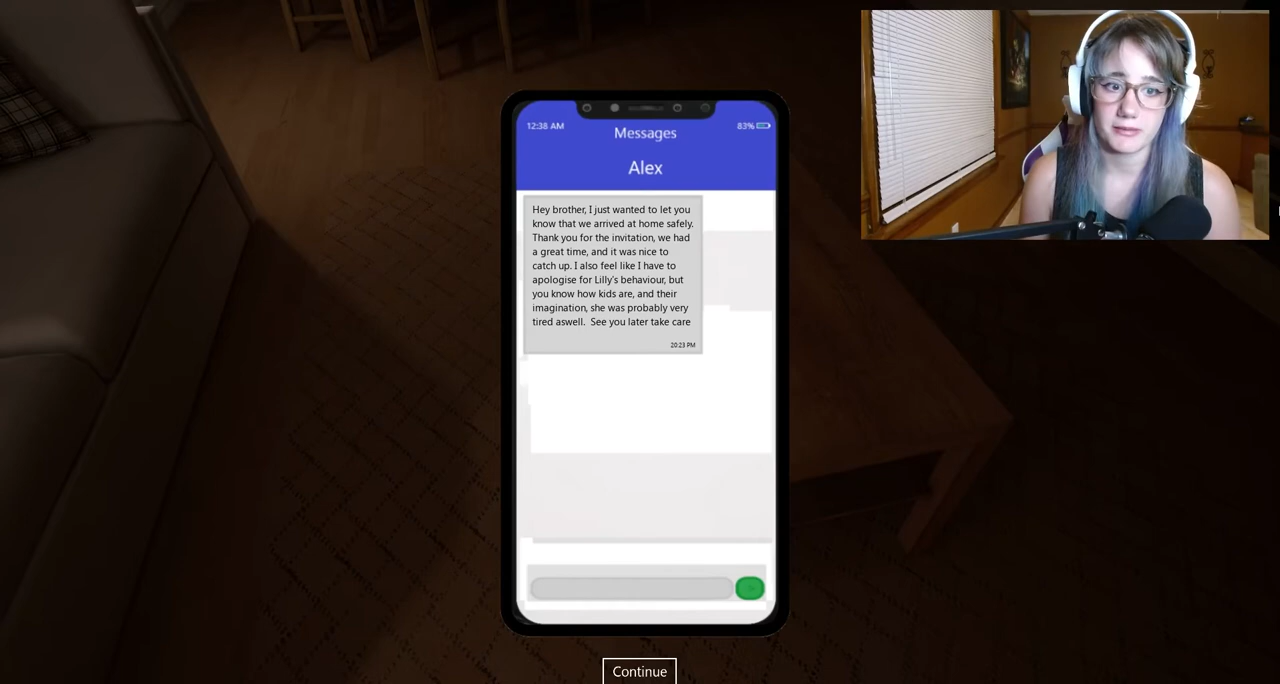 12:38 AM
83%
Messages
Alex
Hey brother, I just wanted to let you
know that we arrived at home safely.
Thank you for the invitation, we had
a great time, and it was nice to
catch up. I also feel like I have to
apologise for Lilly's behaviour, but
you know how kids are, and their
imagination, she was probably very
tired aswell.  See you later take care
20:23 PM
Continue